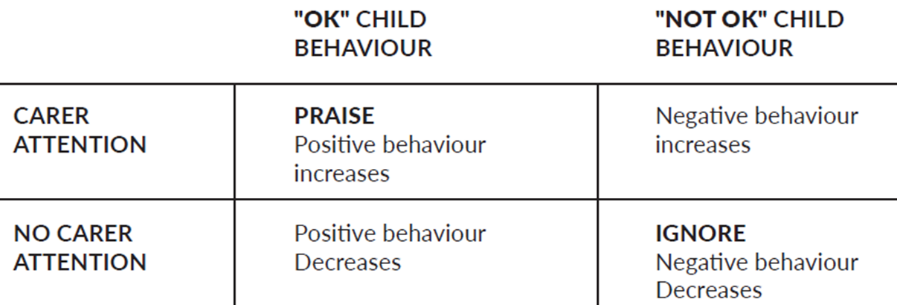 "OK" CHILD
BEHAVIOUR
"NOT OK" CHILD
BEHAVIOUR
CARER
ATTENTION
PRAISE
Positive behaviour
increases
Negative behaviour
increases
NO CARER
ATTENTION
Positive behaviour
Decreases
IGNORE
Negative behaviour
Decreases